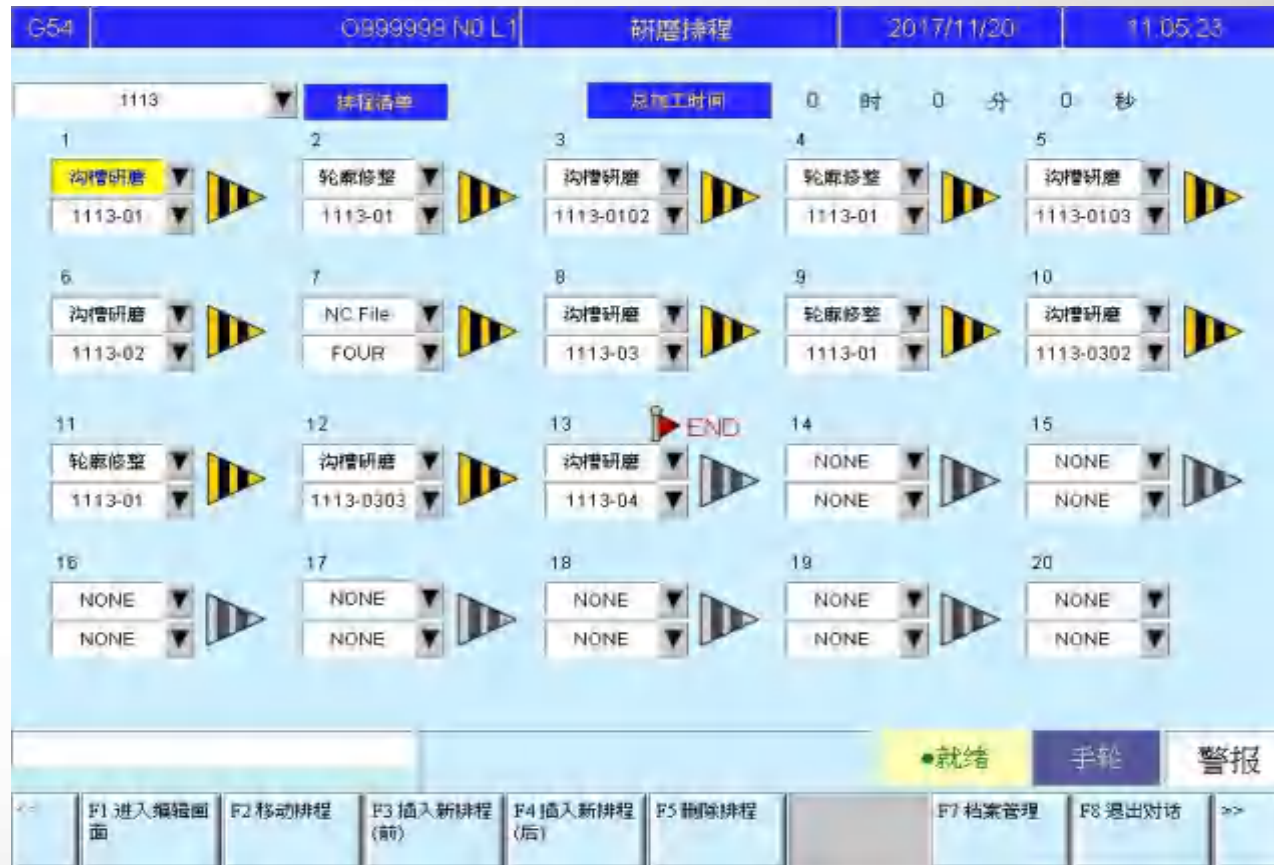 G54 O999999 N0 L1 研磨排程 2017/11/20 11:05:23
1113 排程清单 总加工时间 0 时 0 分 0 秒
1 2 3 4 5
沟槽研磨 轮廓修整 沟槽研磨 轮廓修整 沟槽研磨
1113-01 1113-01 1113-0102 1113-01 1113-0103
6 7 8 9 10
沟槽研磨 NC File 沟槽研磨 轮廓修整 沟槽研磨
1113-02 FOUR 1113-03 1113-01 1113-0302
11 12 13 END 14 15
轮廓修整 沟槽研磨 沟槽研磨 NONE NONE
1113-01 1113-0303 1113-04 NONE NONE
16 17 18 19 20
NONE NONE NONE NONE NONE
NONE NONE NONE NONE NONE
•就绪 手轮 警报
<< F1 进入编辑画面 F2 移动排程 F3 插入新排程(前) F4 插入新排程(后) F5 删除排程 F7 档案管理 F8 退出对话 >>